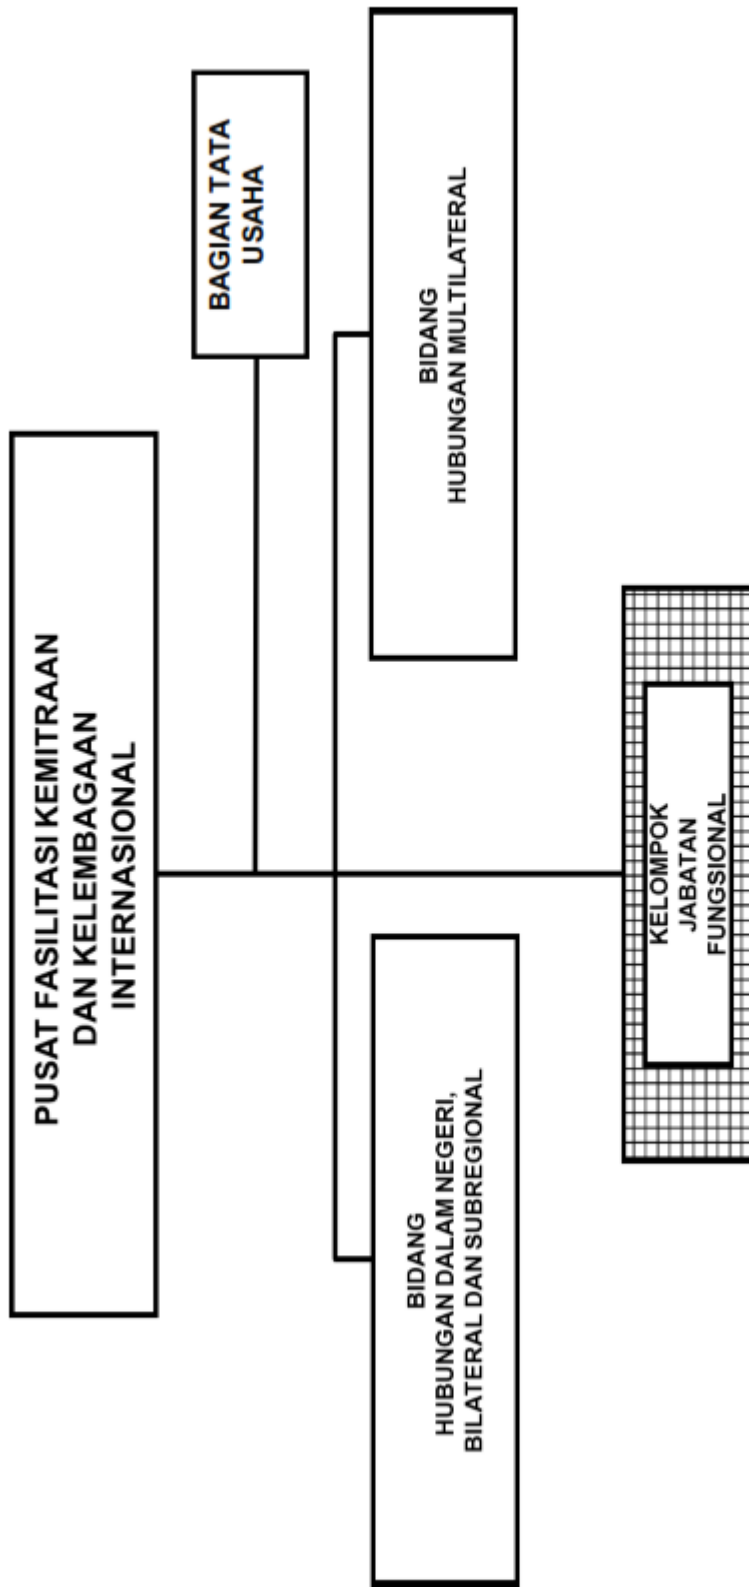 PUSAT FASILITASI KEMITRAAN
DAN KELEMBAGAAN
INTERNASIONAL
BAGIAN TATA
USAHA
BIDANG
HUBUNGAN DALAM NEGERI,
BILATERAL DAN SUBREGIONAL
BIDANG
HUBUNGAN MULTILATERAL
KELOMPOK
JABATAN
FUNGSIONAL